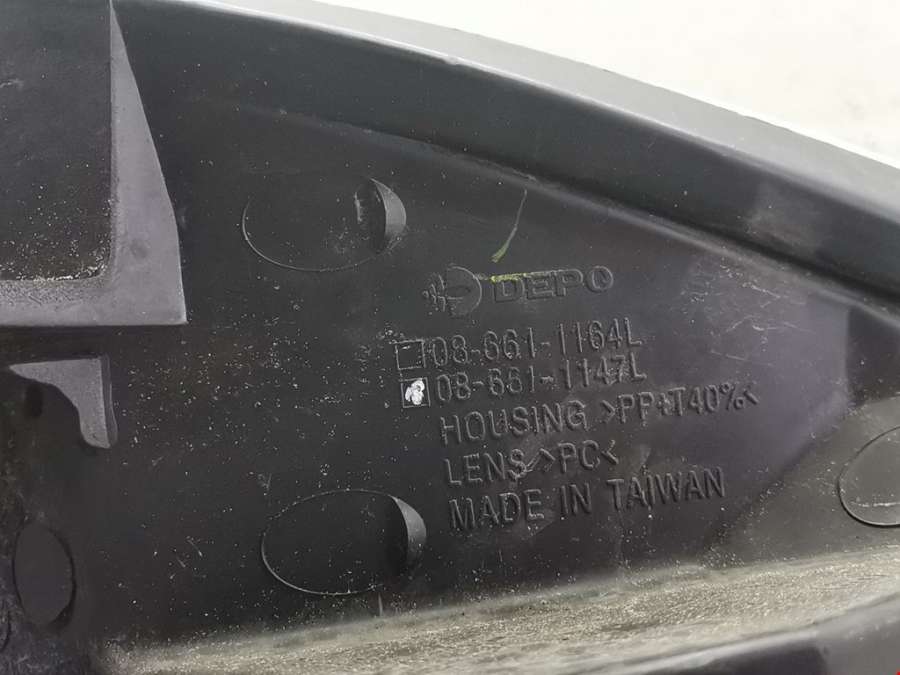 DEPO
08-661-1164L
08-661-1147L
HOUSING >PP+T40%<
LENS >PC<
MADE IN TAIWAN